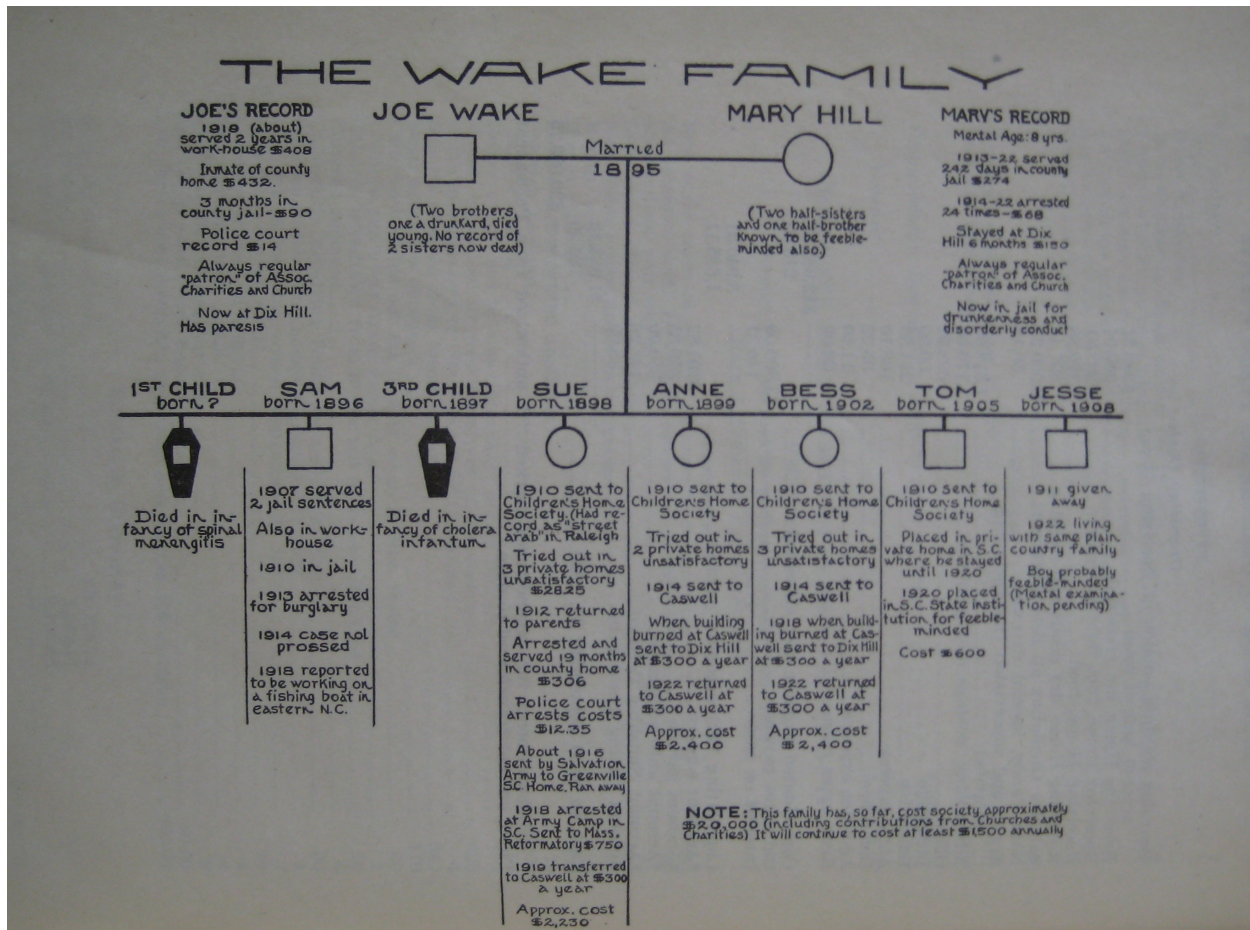 THE WAKE FAMILY
JOE'S RECORD
1919 (about)
served 2 years in
work-house $408
Inmate of county
home $432.
3 months in
county jail-$90
Police court
record $14
Always regular
"patron" of Assoc.
Charities and Church
Now at Dix Hill.
Has paresis
JOE WAKE
(Two brothers,
one a drunkard, died
young. No record of
2 sisters now dead)
Married
1895
MARY HILL
(Two half-sisters
and one half-brother
known to be feeble-
minded also.)
MARY'S RECORD
Mental Age: 8 yrs.
1913-22 served
242 days in county
jail $274
1914-22 arrested
24 times-$68
Stayed at Dix
Hill 6 months $150
Always regular
"patron" of Assoc.
Charities and Church
Now in jail for
drunkenness and
disorderly conduct
1ST CHILD
born ?
Died in in-
fancy of spinal
menengitis
SAM
born 1896
1907 served
2 jail sentences
Also in work-
house
1910 in jail
1913 arrested
for burglary
1914 case nol
prossed
1918 reported
to be working on
a fishing boat in
eastern N.C.
3RD CHILD
born 1897
Died in in-
fancy of cholera
infantum
SUE
born 1898
1910 sent to
Children's Home
Society. (Had re-
cord as "street
arab" in Raleigh
Tried out in
3 private homes
unsatisfactory
$28.25
1912 returned
to parents
Arrested and
served 19 months
in county home
$306
Police court
arrests costs
$12.35
About 1916
sent by Salvation
Army to Greenville
S.C. Home. Ran away
1918 arrested
at Army Camp in
S.C. Sent to Mass.
Reformatory $750
1919 transferred
to Caswell at $300
a year
Approx. cost
$2,230
ANNE
born 1899
1910 sent to
Children's Home
Society
Tried out in
2 private homes
unsatisfactory
1914 sent to
Caswell
When building
burned at Caswell
sent to Dix Hill
at $300 a year
1922 returned
to Caswell at
$300 a year
Approx. cost
$2,400
BESS
born 1902
1910 sent to
Children's Home
Society
Tried out in
3 private homes
unsatisfactory
1914 sent to
Caswell
1918 when build-
ing burned at Cas-
well sent to Dix Hill
at $300 a year
1922 returned
to Caswell at
$300 a year
Approx. cost
$2,400
TOM
born 1905
1910 sent to
Children's Home
Society
Placed in pri-
vate home in S.C.
where he stayed
until 1920
1920 placed
in S.C. State insti-
tution for feeble-
minded
Cost $600
JESSE
born 1908
1911 given
away
1922 living
with same plain
country family
Boy probably
feeble-minded
(Mental examina-
tion pending)
NOTE: This family has, so far, cost society approximately
$20,000 (including contributions from Churches and
Charities) It will continue to cost at least $1,500 annually